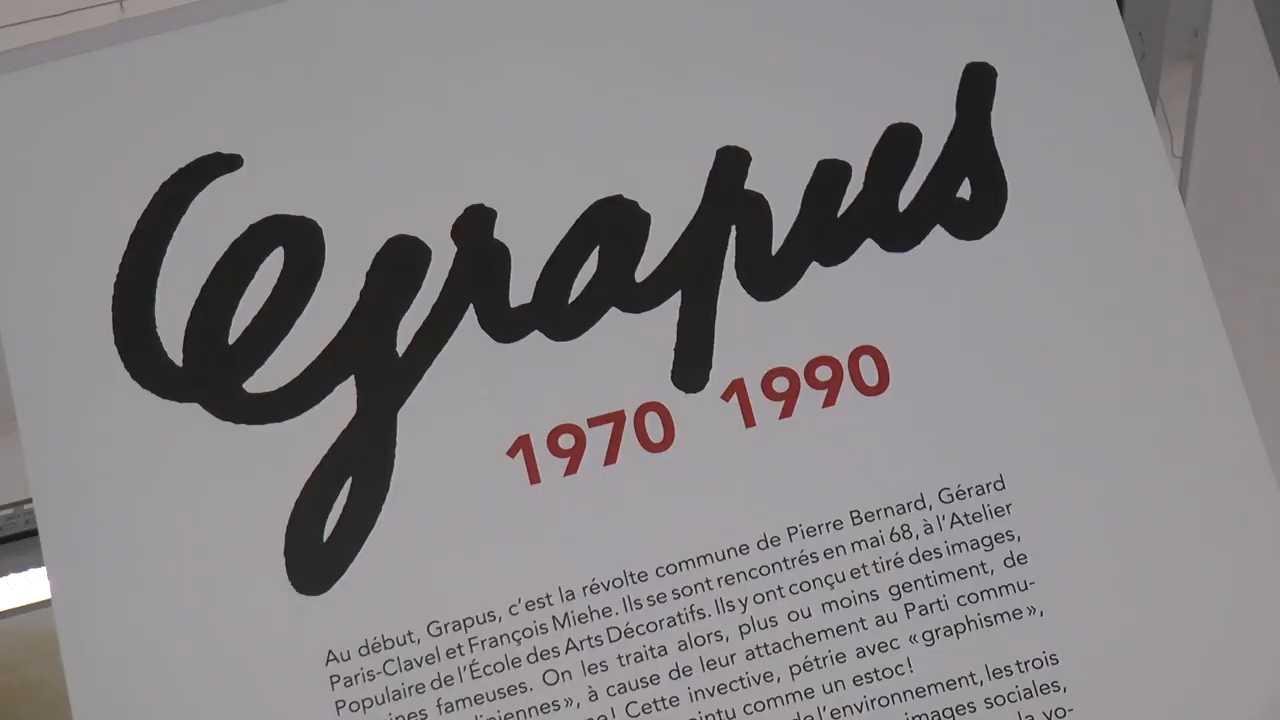 Grapus
1970 1990
Au début, Grapus, c'est la révolte commune de Pierre Bernard, Gérard
Paris-Clavel et François Miehe. Ils se sont rencontrés en mai 68, à l'Atelier
Populaire de l'École des Arts Décoratifs. Ils y ont conçu et tiré des images,
fameuses. On les traita alors, plus ou moins gentiment, de
à cause de leur attachement au Parti commu-
! Cette invective, pétrie avec « graphisme »,
comme un estoc !
l'environnement, les trois
images sociales,
la vo-